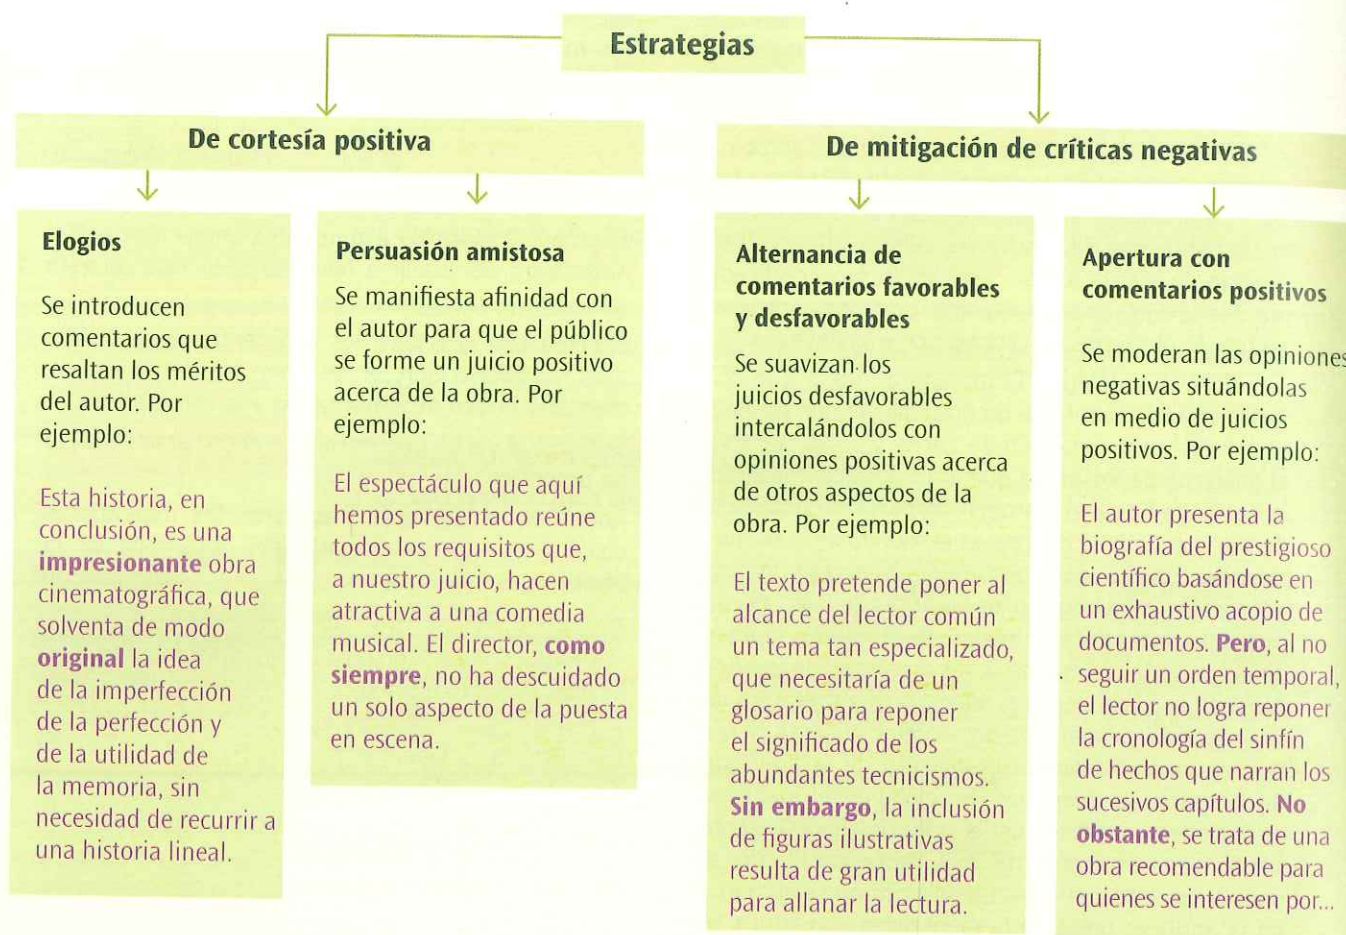 Estrategias
De cortesía positiva
Elogios
Se introducen
comentarios que
resaltan los méritos
del autor. Por
ejemplo:
Esta historia, en
conclusión, es una
impresionante obra
cinematográfica, que
solventa de modo
original la idea
de la imperfección
de la perfección y
de la utilidad de
la memoria, sin
necesidad de recurrir a
una historia lineal.
Persuasión amistosa
Se manifiesta afinidad con
el autor para que el público
se forme un juicio positivo
acerca de la obra. Por
ejemplo:
El espectáculo que aquí
hemos presentado reúne
todos los requisitos que,
a nuestro juicio, hacen
atractiva a una comedia
musical. El director, como
siempre, no ha descuidado
un solo aspecto de la puesta
en escena.
De mitigación de críticas negativas
Alternancia de
comentarios favorables
y desfavorables
Se suavizan los
juicios desfavorables
intercalándolos con
opiniones positivas acerca
de otros aspectos de la
obra. Por ejemplo:
El texto pretende poner al
alcance del lector común
un tema tan especializado,
que necesitaría de un
glosario para reponer
el significado de los
abundantes tecnicismos.
Sin embargo, la inclusión
de figuras ilustrativas
resulta de gran utilidad
para allanar la lectura.
Apertura con
comentarios positivos
Se moderan las opiniones
negativas situándolas
en medio de juicios
positivos. Por ejemplo:
El autor presenta la
biografía del prestigioso
científico basándose en
un exhaustivo acopio de
documentos. Pero, al no
seguir un orden temporal,
el lector no logra reponer
la cronología del sinfín
de hechos que narran los
sucesivos capítulos. No
obstante, se trata de una
obra recomendable para
quienes se interesen por...